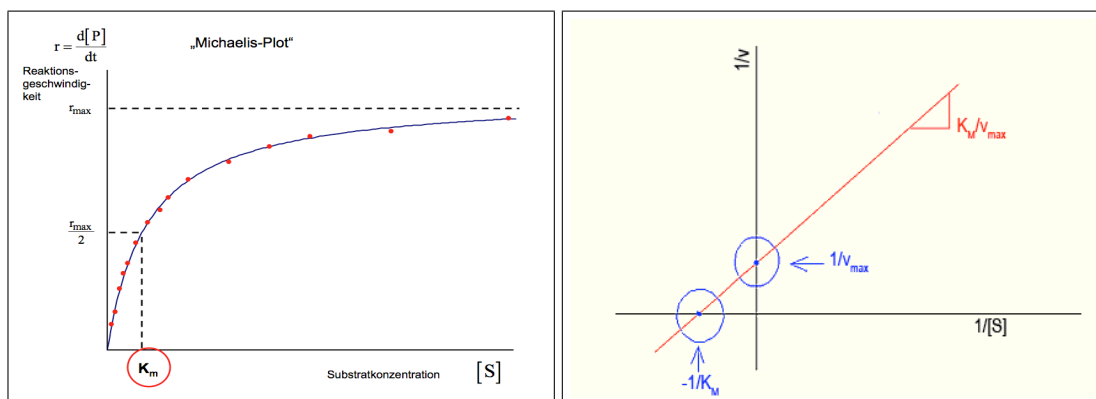 r = d[P]/dt
„Michaelis-Plot“
Reaktions-
geschwindig-
keit
r_max
r_max/2
K_m
Substratkonzentration
[S]
1/v
K_M/v_max
1/v_max
1/[S]
-1/K_M